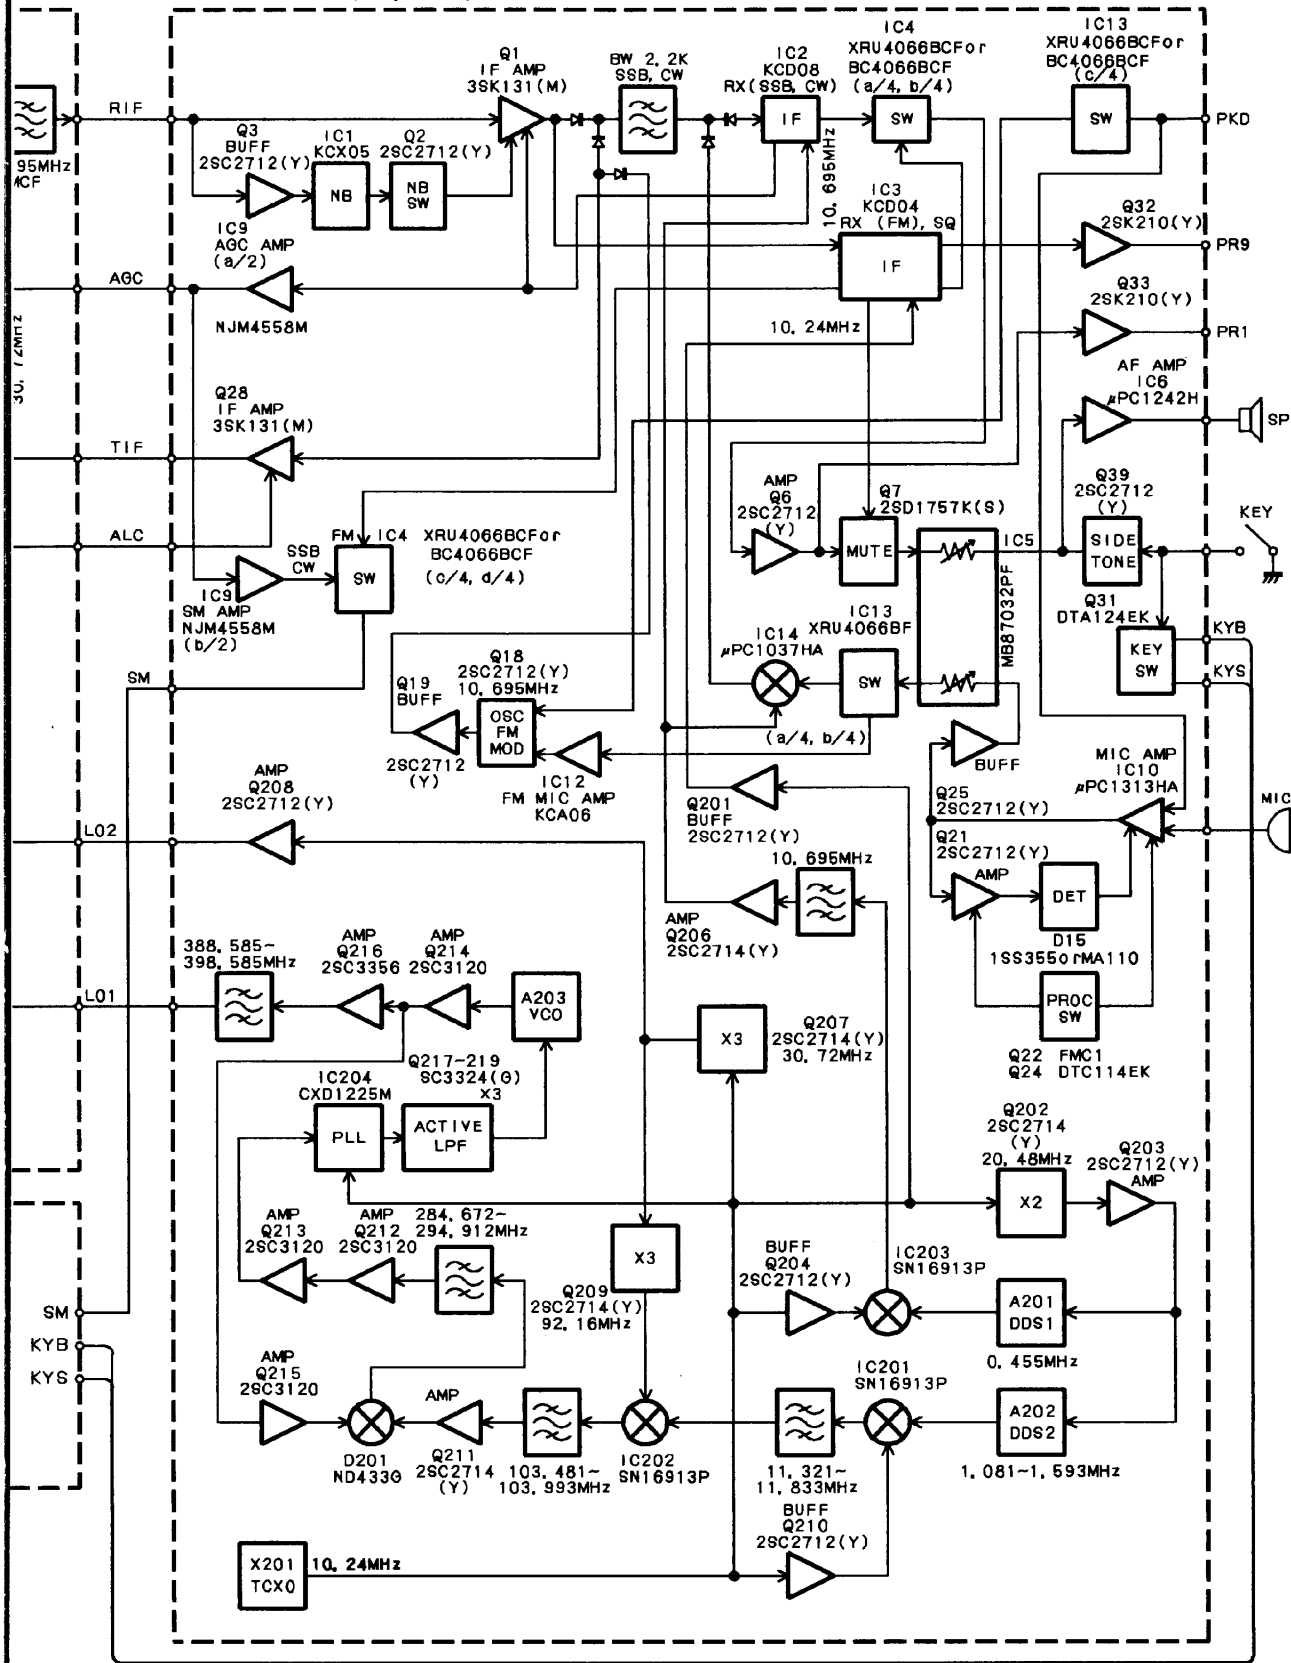 IC13
XRU4066BCFor
BC4066BCF
(c/4)
SW
PKD
IC4
XRU4066BCFor
BC4066BCF
(a/4, b/4)
SW
IC2
KCD08
RX(SSB, CW)
IF
10, 695MHz
BW 2, 2K
SSB, CW
Q1
IF AMP
3SK131(M)
RIF
95MHz
MCF
Q3
BUFF
2SC2712(Y)
IC1
KCX05
NB
Q2
2SC2712(Y)
NB
SW
IC9
AGC AMP
(a/2)
NJM4558M
AGC
30, 72MHz
IC3
KCD04
RX (FM), SQ
IF
10, 24MHz
Q32
2SK210(Y)
PR9
Q33
2SK210(Y)
PR1
AF AMP
IC6
μPC1242H
SP
Q28
IF AMP
3SK131(M)
TIF
ALC
FM
IC4
XRU4066BCFor
BC4066BCF
(c/4, d/4)
SSB
CW
SW
IC9
SM AMP
NJM4558M
(b/2)
SM
AMP
Q6
2SC2712
(Y)
Q7
2SD1757K(S)
MUTE
IC5
MB87032PF
Q39
2SC2712
(Y)
SIDE
TONE
KEY
Q31
DTA124EK
KEY
SW
KYB
KYS
IC13
XRU4066BF
SW
(a/4, b/4)
IC14
μPC1037HA
Q18
2SC2712(Y)
10, 695MHz
OSC
FM
MOD
Q19
BUFF
2SC2712
(Y)
IC12
FM MIC AMP
KCA06
BUFF
Q25
2SC2712(Y)
MIC AMP
IC10
μPC1313HA
MIC
Q21
2SC2712(Y)
AMP
DET
D15
1SS355orMA110
PROC
SW
Q22 FMC1
Q24 DTC114EK
AMP
Q208
2SC2712(Y)
LO2
Q201
BUFF
2SC2712(Y)
10, 695MHz
AMP
Q206
2SC2714(Y)
388, 585~
398, 585MHz
AMP
Q216
2SC3356
AMP
Q214
2SC3120
A203
VCO
LO1
X3
Q207
2SC2714(Y)
30, 72MHz
Q217~219
SC3324(G)
X3
IC204
CXD1225M
PLL
ACTIVE
LPF
Q202
2SC2714
(Y)
20, 48MHz
X2
Q203
2SC2712(Y)
AMP
AMP
Q213
2SC3120
AMP
Q212
2SC3120
284, 672~
294, 912MHz
X3
Q209
2SC2714(Y)
92, 16MHz
BUFF
Q204
2SC2712(Y)
IC203
SN16913P
A201
DDS1
0, 455MHz
SM
KYB
KYS
AMP
Q215
2SC3120
D201
ND433G
AMP
Q211
2SC2714
(Y)
103, 481~
103, 993MHz
IC202
SN16913P
11, 321~
11, 833MHz
IC201
SN16913P
A202
DDS2
1, 081~1, 593MHz
BUFF
Q210
2SC2712(Y)
X201
TCXO
10, 24MHz